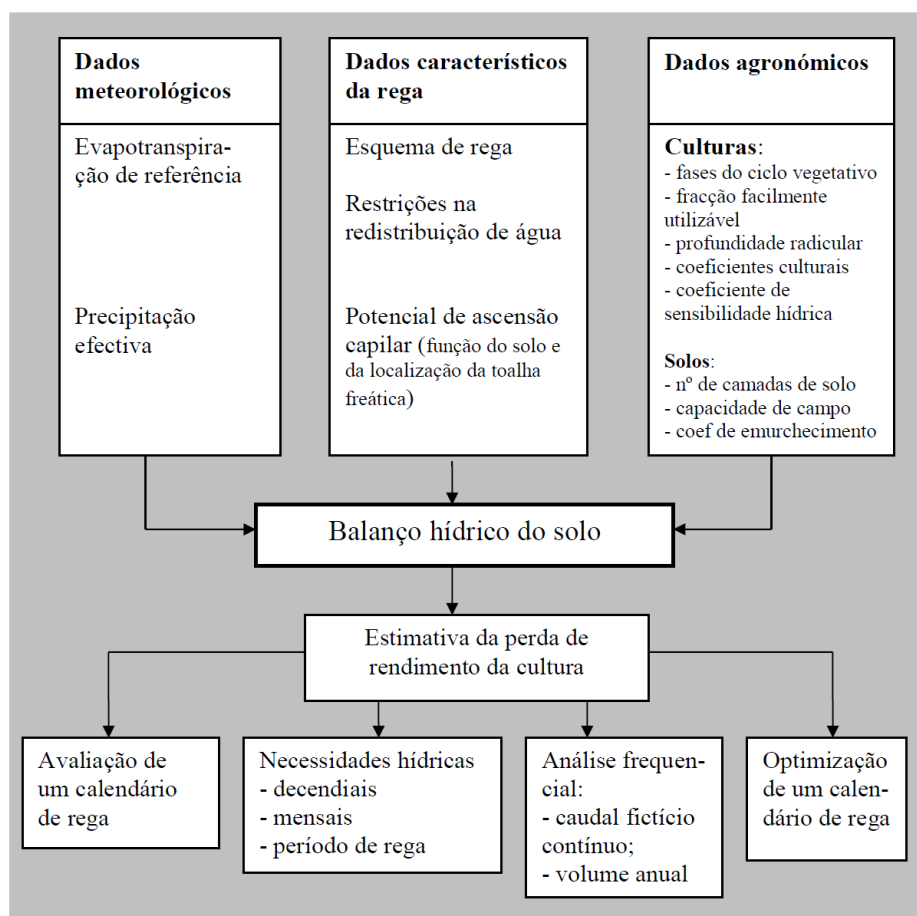 Dados
meteorológicos
Evapotranspira-
ção de referência
Precipitação
efectiva
Dados característicos
da rega
Esquema de rega
Restrições na
redistribuição de água
Potencial de ascensão
capilar (função do solo e
da localização da toalha
freática)
Dados agronómicos
Culturas:
- fases do ciclo vegetativo
- fracção facilmente
utilizável
- profundidade radicular
- coeficientes culturais
- coeficiente de
sensibilidade hídrica
Solos:
- nº de camadas de solo
- capacidade de campo
- coef de emurchecimento
Balanço hídrico do solo
Estimativa da perda de
rendimento da cultura
Avaliação de
um calendário
de rega
Necessidades hídricas
- decendiais
- mensais
- período de rega
Análise frequen-
cial:
- caudal fictício
contínuo;
- volume anual
Optimização
de um calen-
dário de rega